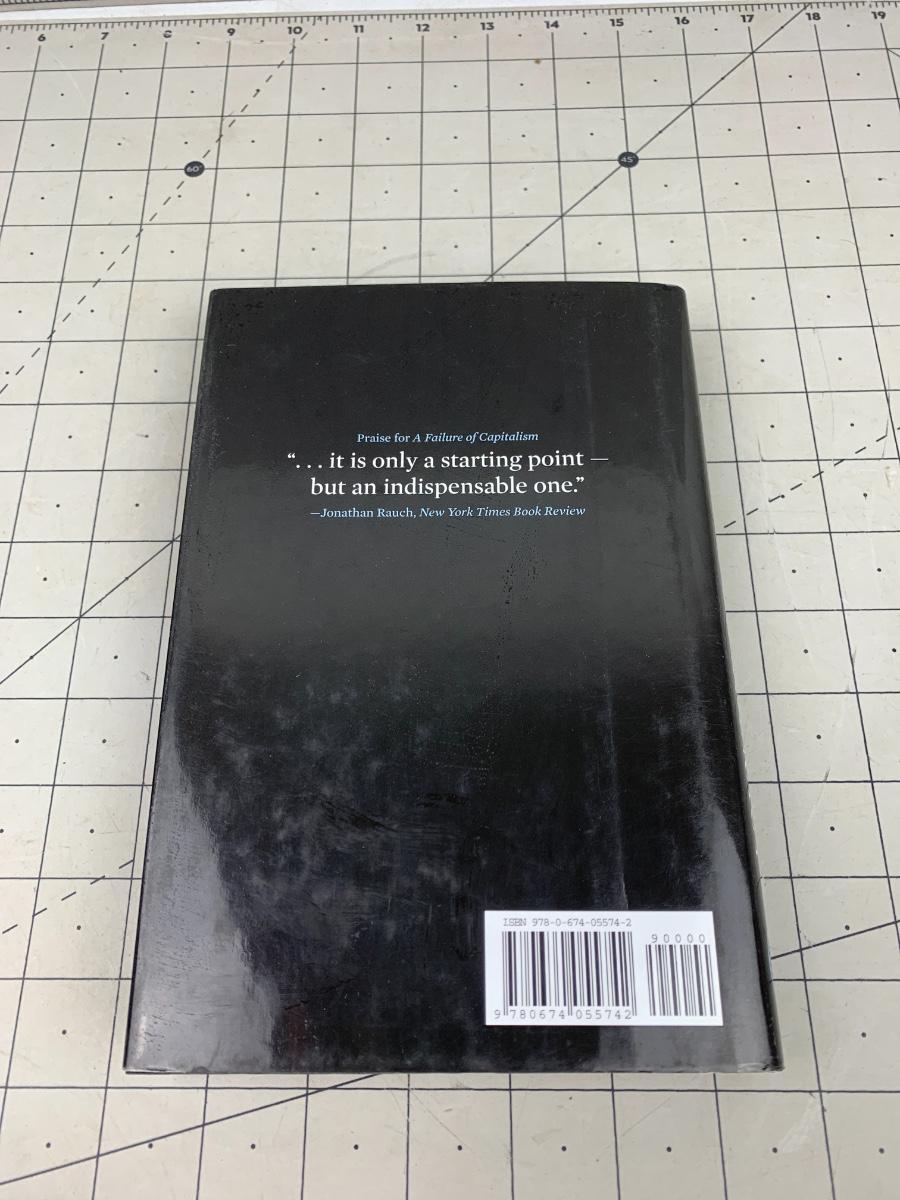 6 7 8 9 10 11 12 13 14 15 16 17 18 19
60°
45°
Praise for A Failure of Capitalism
“. . . it is only a starting point —
but an indispensable one.”
—Jonathan Rauch, New York Times Book Review
ISBN 978-0-674-05574-2
90000
9 780674 055742